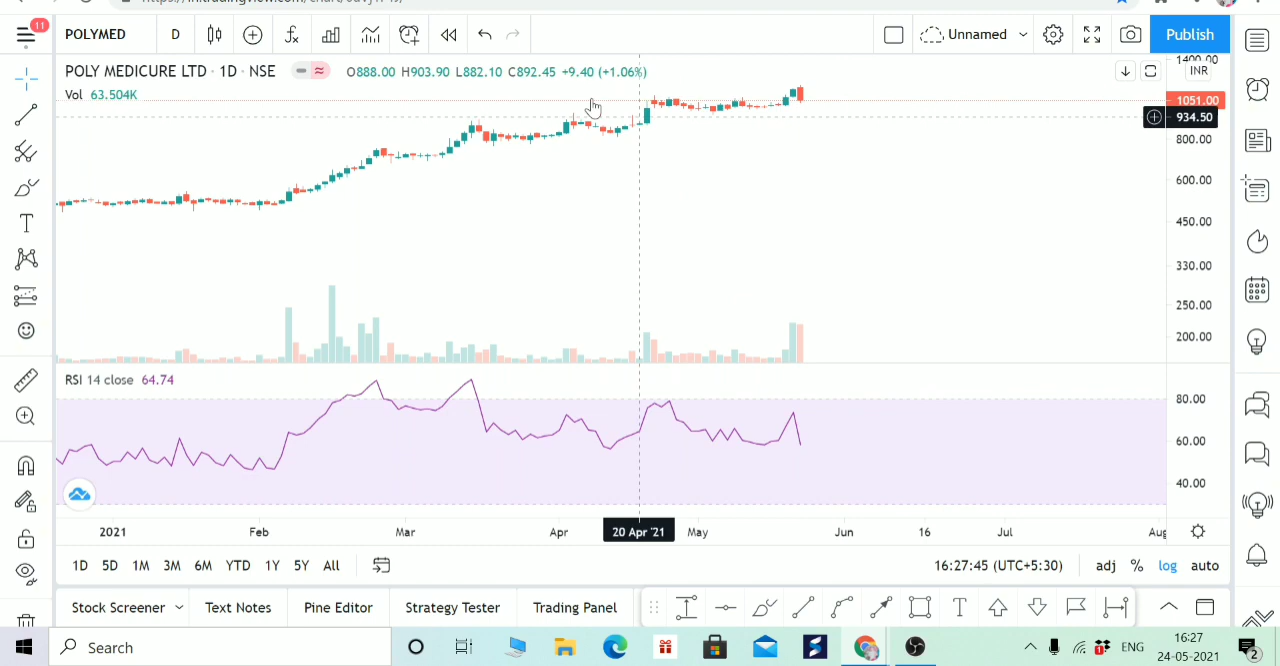 11
POLYMED D Unnamed Publish
POLY MEDICURE LTD · 1D · NSE O888.00 H903.90 L882.10 C892.45 +9.40 (+1.06%)
Vol 63.504K
1400.00
INR
1051.00
934.50
800.00
600.00
450.00
330.00
250.00
200.00
RSI 14 close 64.74
80.00
60.00
40.00
2021 Feb Mar Apr 20 Apr '21 May Jun 16 Jul Aug
1D 5D 1M 3M 6M YTD 1Y 5Y All 16:27:45 (UTC+5:30) adj % log auto
Stock Screener Text Notes Pine Editor Strategy Tester Trading Panel
Search ENG 16:27
24-05-2021 2